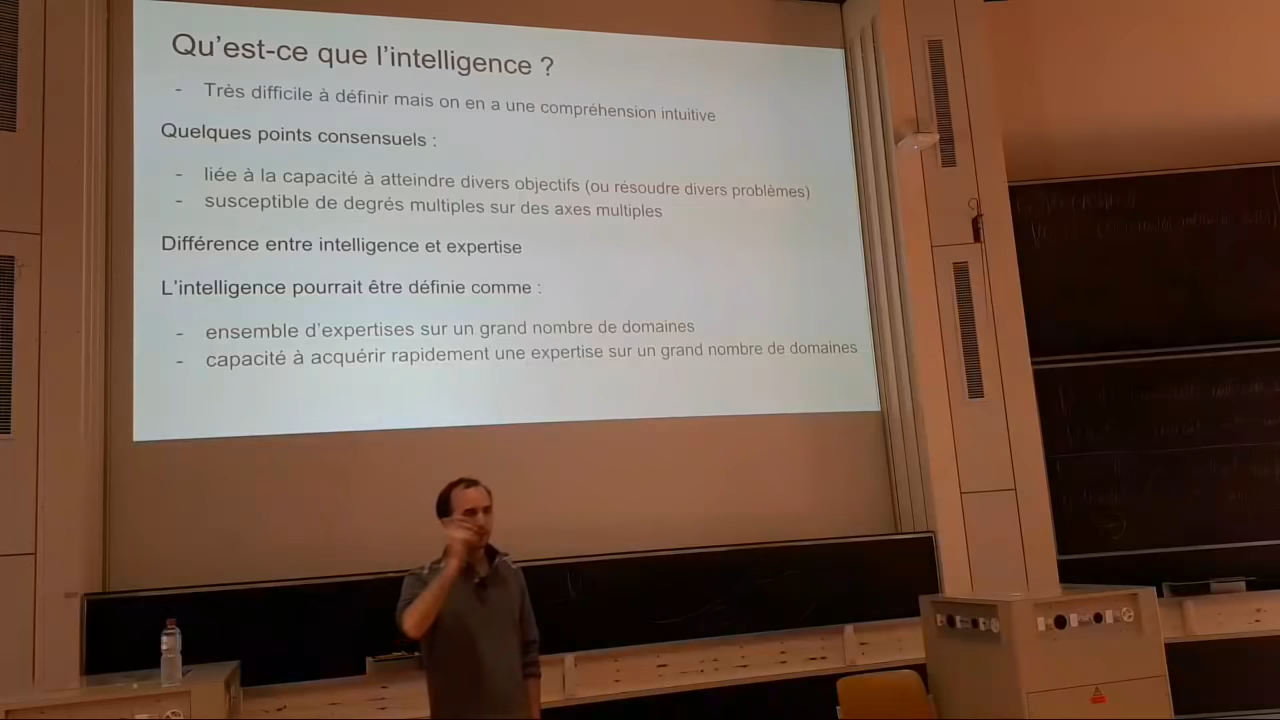 Qu'est-ce que l'intelligence ?
- Très difficile à définir mais on en a une compréhension intuitive
Quelques points consensuels :
- liée à la capacité à atteindre divers objectifs (ou résoudre divers problèmes)
- susceptible de degrés multiples sur des axes multiples
Différence entre intelligence et expertise
L'intelligence pourrait être définie comme :
- ensemble d'expertises sur un grand nombre de domaines
- capacité à acquérir rapidement une expertise sur un grand nombre de domaines